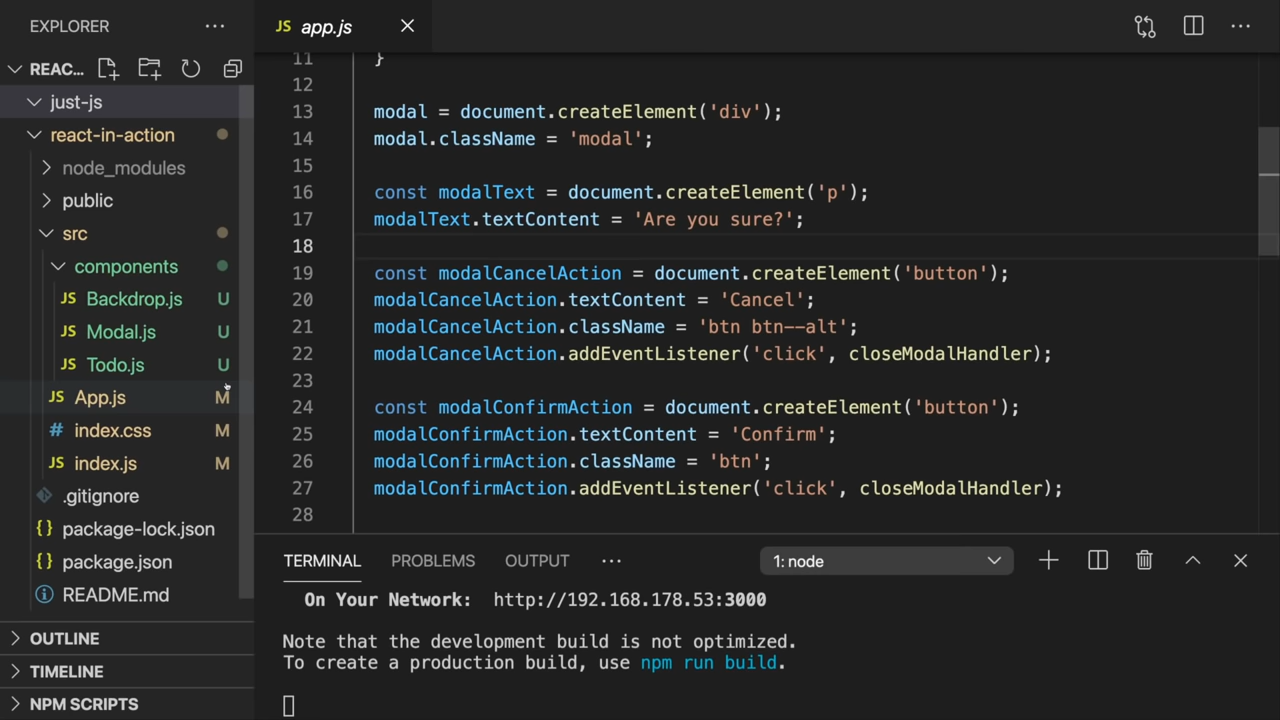 EXPLORER
REAC...
just-js
react-in-action
node_modules
public
src
components
JS Backdrop.js U
JS Modal.js U
JS Todo.js U
JS App.js M
# index.css M
JS index.js M
.gitignore
{} package-lock.json
{} package.json
README.md
OUTLINE
TIMELINE
NPM SCRIPTS
JS app.js
11 }
12
13 modal = document.createElement('div');
14 modal.className = 'modal';
15
16 const modalText = document.createElement('p');
17 modalText.textContent = 'Are you sure?';
18
19 const modalCancelAction = document.createElement('button');
20 modalCancelAction.textContent = 'Cancel';
21 modalCancelAction.className = 'btn btn--alt';
22 modalCancelAction.addEventListener('click', closeModalHandler);
23
24 const modalConfirmAction = document.createElement('button');
25 modalConfirmAction.textContent = 'Confirm';
26 modalConfirmAction.className = 'btn';
27 modalConfirmAction.addEventListener('click', closeModalHandler);
28
TERMINAL PROBLEMS OUTPUT ... 1: node
On Your Network: http://192.168.178.53:3000
Note that the development build is not optimized.
To create a production build, use npm run build.